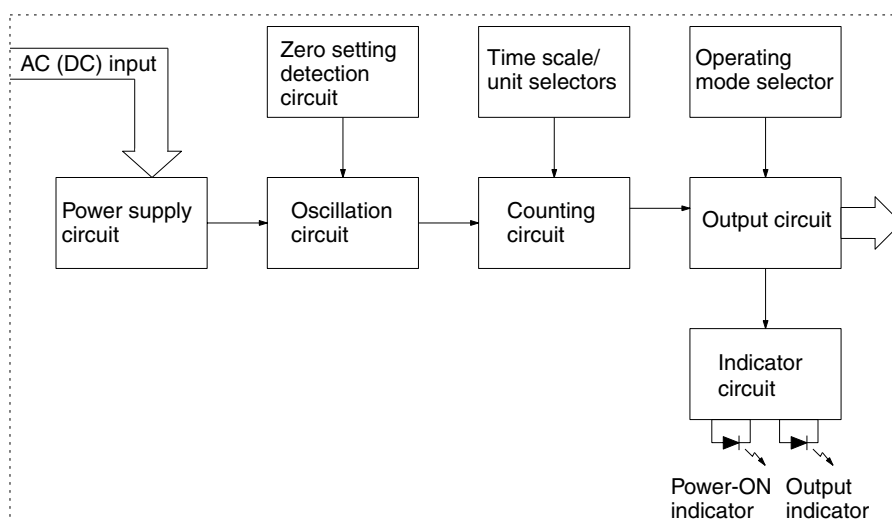 AC (DC) input
Zero setting
detection
circuit
Time scale/
unit selectors
Operating
mode selector
Power supply
circuit
Oscillation
circuit
Counting
circuit
Output circuit
Indicator
circuit
Power-ON
indicator
Output
indicator